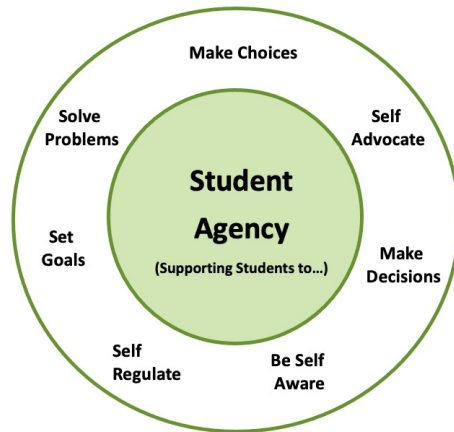 Make Choices
Self
Advocate
Make
Decisions
Be Self
Aware
Self
Regulate
Set
Goals
Solve
Problems
Student
Agency
(Supporting Students to...)